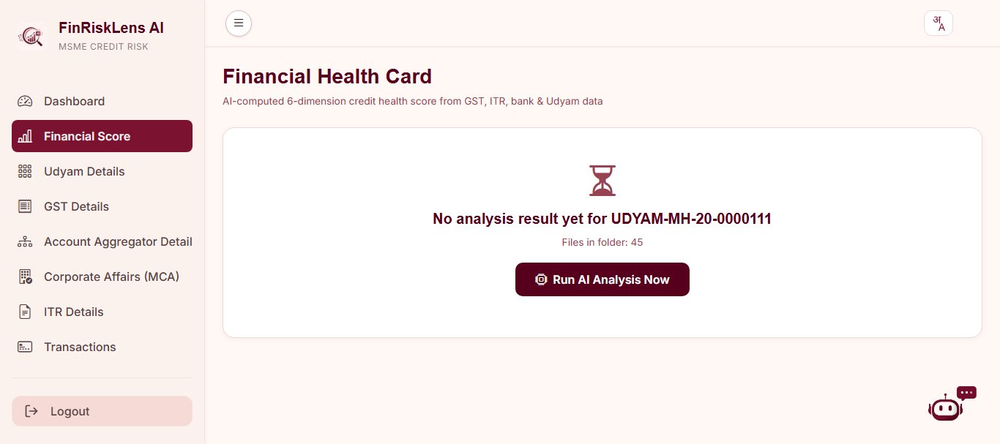 FinRiskLens AI
MSME CREDIT RISK
Dashboard
Financial Score
Udyam Details
GST Details
Account Aggregator Detail
Corporate Affairs (MCA)
ITR Details
Transactions
Logout
अ
A
Financial Health Card
AI-computed 6-dimension credit health score from GST, ITR, bank & Udyam data
No analysis result yet for UDYAM-MH-20-0000111
Files in folder: 45
Run AI Analysis Now